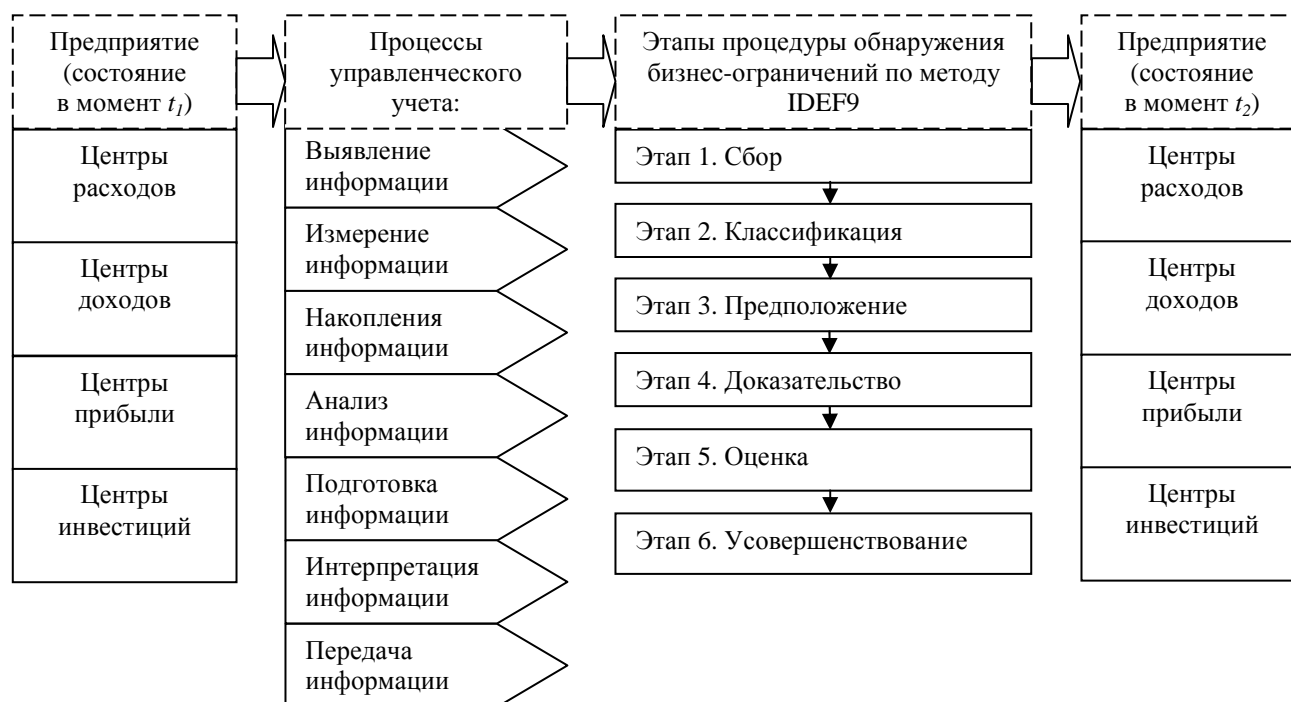 Предприятие
(состояние
в момент t1)
Процессы
управленческого
учета:
Этапы процедуры обнаружения
бизнес-ограничений по методу
IDEF9
Предприятие
(состояние
в момент t2)
Центры
расходов
Центры
доходов
Центры
прибыли
Центры
инвестиций
Выявление
информации
Измерение
информации
Накопления
информации
Анализ
информации
Подготовка
информации
Интерпретация
информации
Передача
информации
Этап 1. Сбор
Этап 2. Классификация
Этап 3. Предположение
Этап 4. Доказательство
Этап 5. Оценка
Этап 6. Усовершенствование
Центры
расходов
Центры
доходов
Центры
прибыли
Центры
инвестиций